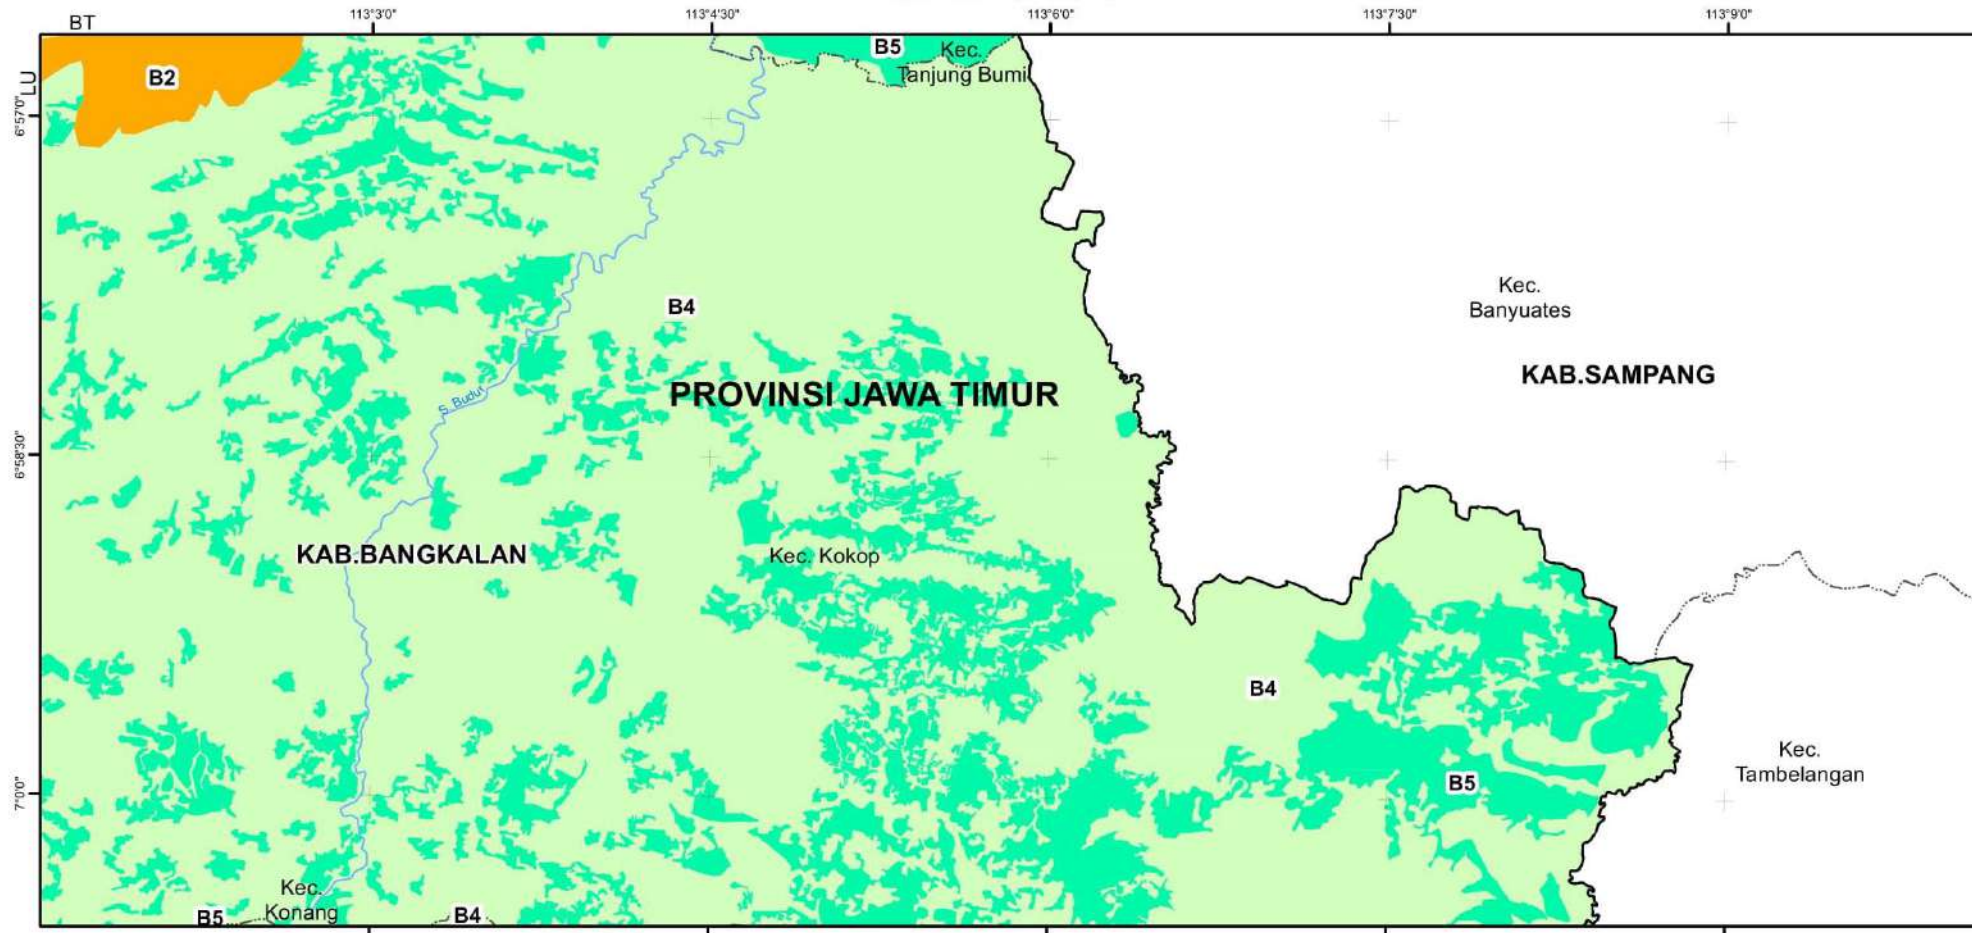 113°3'0"
113°4'30"
113°6'0"
113°7'30"
113°9'0"
BT
LU
B2
B5
Kec.
Tanjung Bumi
6°57'0"
Kec.
Banyuates
B4
KAB.SAMPANG
PROVINSI JAWA TIMUR
S. Budur
6°58'30"
KAB.BANGKALAN
Kec. Kokop
B4
Kec.
Tambelangan
B5
7°0'0"
Kec.
Konang
B5
B4